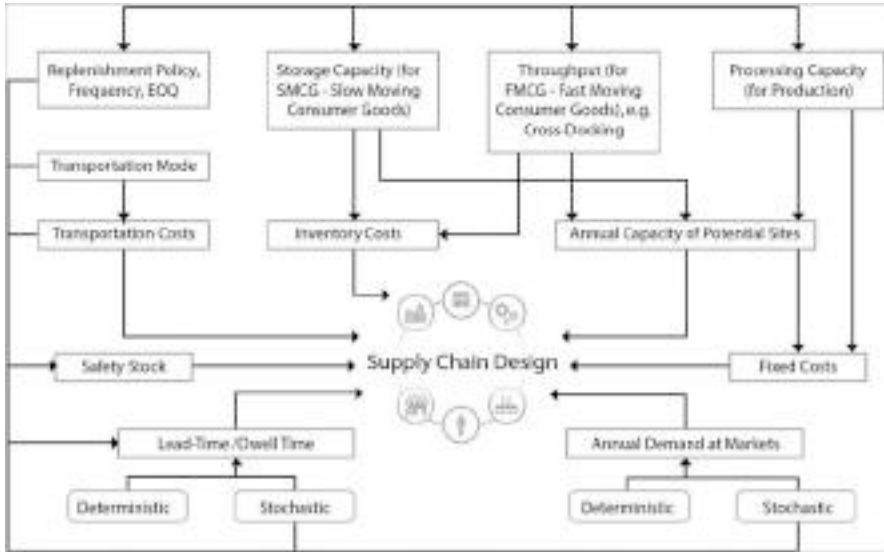 Replenishment Policy,
Frequency, EOQ
Storage Capacity (for
SMCG - Slow Moving
Consumer Goods)
Throughput (for
FMCG - Fast Moving
Consumer Goods), e.g.
Cross-Docking
Processing Capacity
(for Production)
Transportation Mode
Transportation Costs
Inventory Costs
Annual Capacity of Potential Sites
Supply Chain Design
Safety Stock
Fixed Costs
Lead-Time /Dwell Time
Annual Demand at Markets
Deterministic
Stochastic
Deterministic
Stochastic